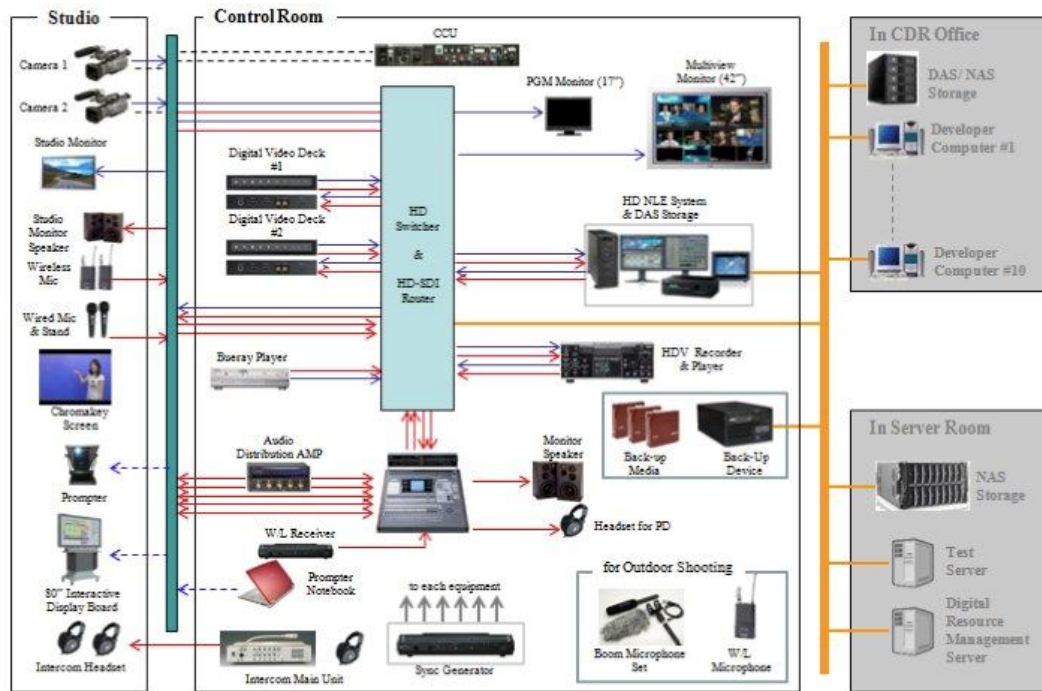 Studio
Control Room
Camera 1
Camera 2
Studio Monitor
Studio
Monitor
Speaker
Wireless
Mic
Wired Mic
& Stand
Chromakey
Screen
Prompter
80" Interactive
Display Board
Intercom Headset
CCU
PGM Monitor (17")
Multiview
Monitor (42")
Digital Video Deck
#1
Digital Video Deck
#2
HD
Switcher
&
HD-SDI
Router
HD NLE System
& DAS Storage
Blueray Player
HDV Recorder
& Player
Back-up
Media
Back-Up
Device
Audio
Distribution AMP
Monitor
Speaker
Headset for PD
W/L Receiver
Prompter
Notebook
to each equipment
Sync Generator
Intercom Main Unit
for Outdoor Shooting
Boom Microphone
Set
W/L
Microphone
In CDR Office
DAS/ NAS
Storage
Developer
Computer #1
Developer
Computer #10
In Server Room
NAS
Storage
Test
Server
Digital
Resource
Management
Server